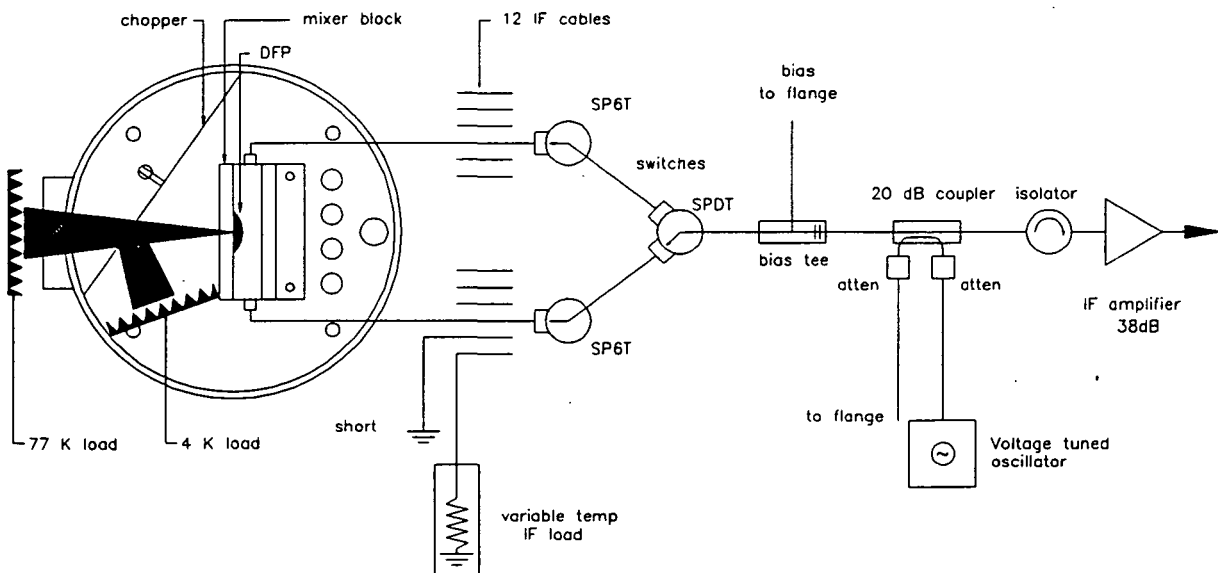 chopper
mixer block
DFP
12 IF cables
SP6T
switches
SPDT
bias
to flange
bias tee
20 dB coupler
isolator
atten
atten
IF amplifier
38dB
SP6T
short
to flange
Voltage tuned
oscillator
77 K load
4 K load
variable temp
IF load